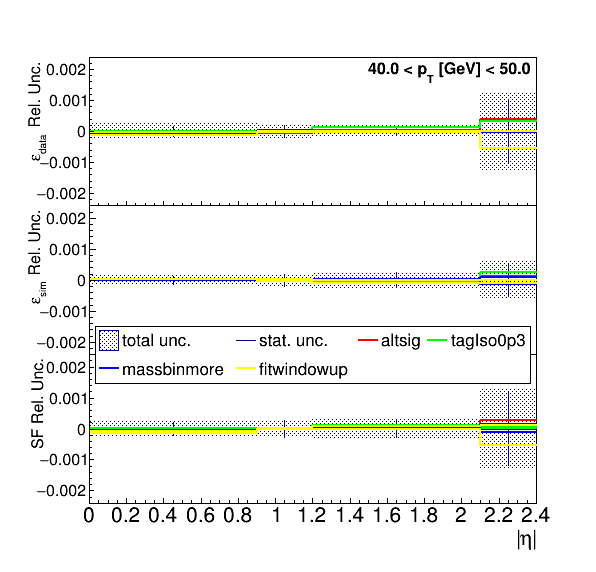 40.0 < p_T [GeV] < 50.0
ε_data Rel. Unc.
0.002
0.001
0
−0.001
−0.002
ε_sim Rel. Unc.
0.002
0.001
0
−0.001
−0.002
total unc. stat. unc. altsig tagIso0p3
massbinmore fitwindowup
SF Rel. Unc.
0.002
0.001
0
−0.001
−0.002
0 0.2 0.4 0.6 0.8 1 1.2 1.4 1.6 1.8 2 2.2 2.4
|η|